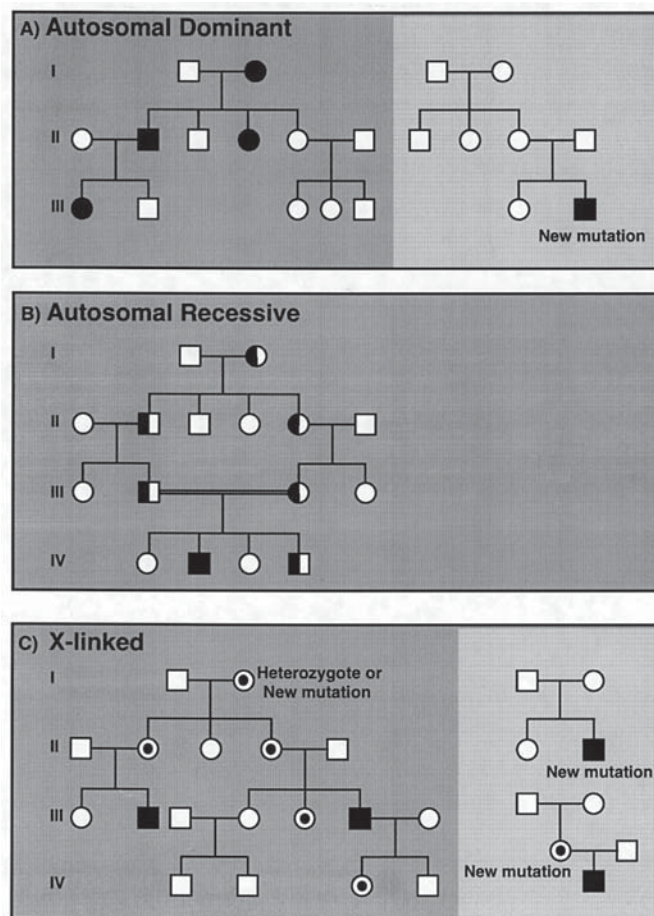 A) Autosomal Dominant
I
II
III
New mutation
B) Autosomal Recessive
I
II
III
IV
C) X-linked
I
Heterozygote or
New mutation
II
New mutation
III
New mutation
IV